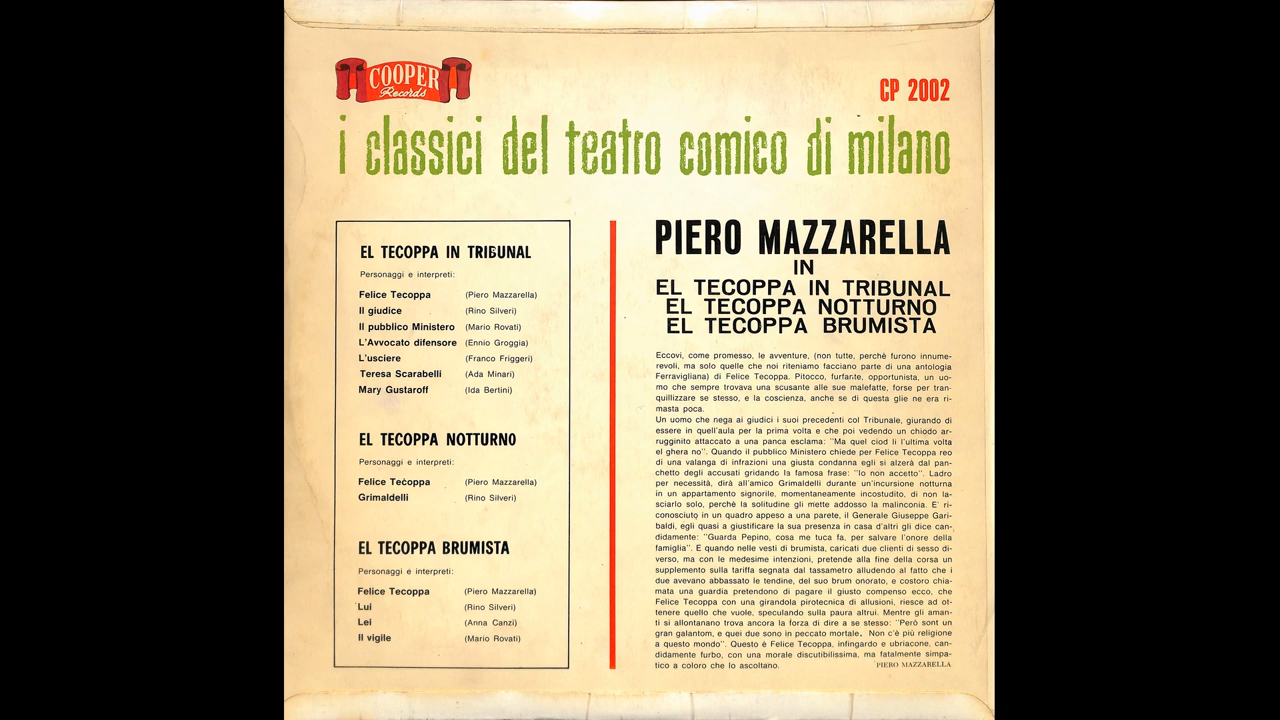 COOPER
Records
CP 2002
i classici del teatro comico di milano
EL TECOPPA IN TRIBUNAL
Personaggi e interpreti:
Felice Tecoppa (Piero Mazzarella)
Il giudice (Rino Silveri)
Il pubblico Ministero (Mario Rovati)
L'Avvocato difensore (Ennio Groggia)
L'usciere (Franco Friggeri)
Teresa Scarabelli (Ada Minari)
Mary Gustaroff (Ida Bertini)
EL TECOPPA NOTTURNO
Personaggi e interpreti:
Felice Tecoppa (Piero Mazzarella)
Grimaldelli (Rino Silveri)
EL TECOPPA BRUMISTA
Personaggi e interpreti:
Felice Tecoppa (Piero Mazzarella)
Lui (Rino Silveri)
Lei (Anna Canzi)
Il vigile (Mario Rovati)
PIERO MAZZARELLA
IN
EL TECOPPA IN TRIBUNAL
EL TECOPPA NOTTURNO
EL TECOPPA BRUMISTA
Eccovi, come promesso, le avventure, (non tutte, perchè furono innume-
revoli, ma solo quelle che noi riteniamo facciano parte di una antologia
Ferravigliana) di Felice Tecoppa. Pitocco, furfante, opportunista, un uo-
mo che sempre trovava una scusante alle sue malefatte, forse per tran-
quillizzare se stesso, e la coscienza, anche se di questa glie ne era ri-
masta poca.
Un uomo che nega ai giudici i suoi precedenti col Tribunale, giurando di
essere in quell'aula per la prima volta e che poi vedendo un chiodo ar-
rugginito attaccato a una panca esclama: "Ma quel ciod li l'ultima volta
el ghera no". Quando il pubblico Ministero chiede per Felice Tecoppa reo
di una valanga di infrazioni una giusta condanna egli si alzerà dal pan-
chetto degli accusati gridando la famosa frase: "Io non accetto". Ladro
per necessità, dirà all'amico Grimaldelli durante un'incursione notturna
in un appartamento signorile, momentaneamente incostudito, di non la-
sciarlo solo, perchè la solitudine gli mette addosso la malinconia. E' ri-
conosciuto in un quadro appeso a una parete, il Generale Giuseppe Gari-
baldi, egli quasi a giustificare la sua presenza in casa d'altri gli dice can-
didamente: "Guarda Pepino, cosa me tuca fa, per salvare l'onore della
famiglia". E quando nelle vesti di brumista, caricati due clienti di sesso di-
verso, ma con le medesime intenzioni, pretende alla fine della corsa un
supplemento sulla tariffa segnata dal tassametro alludendo al fatto che i
due avevano abbassato le tendine, del suo brum onorato, e costoro chia-
mata una guardia pretendono di pagare il giusto compenso ecco, che
Felice Tecoppa con una girandola pirotecnica di allusioni, riesce ad ot-
tenere quello che vuole, speculando sulla paura altrui. Mentre gli aman-
ti si allontanano trova ancora la forza di dire a se stesso: "Però sont un
gran galantom, e quei due sono in peccato mortale. Non c'è più religione
a questo mondo". Questo è Felice Tecoppa, infingardo e ubriacone, can-
didamente furbo, con una morale discutibilissima, ma fatalmente simpa-
tico a coloro che lo ascoltano.
PIERO MAZZARELLA